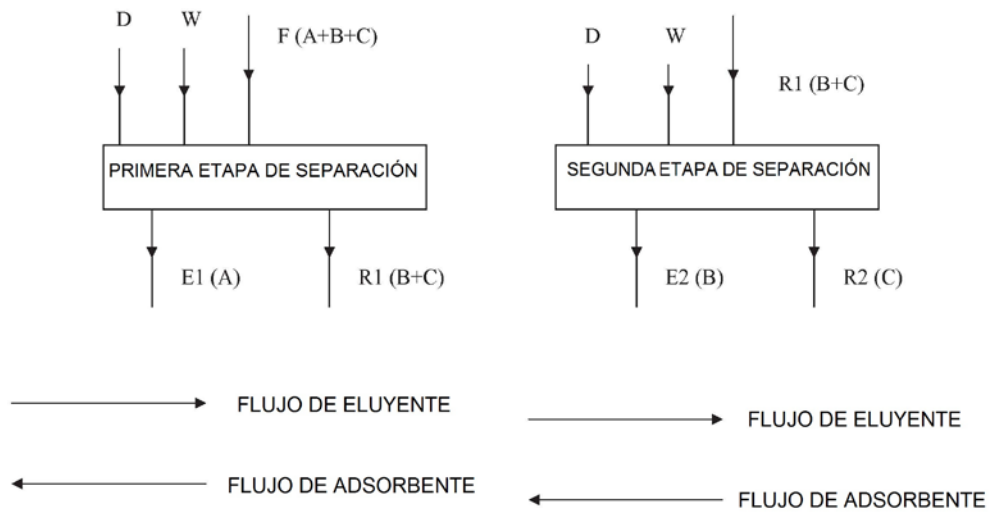 D
W
F (A+B+C)
PRIMERA ETAPA DE SEPARACIÓN
E1 (A)
R1 (B+C)
FLUJO DE ELUYENTE
FLUJO DE ADSORBENTE
D
W
R1 (B+C)
SEGUNDA ETAPA DE SEPARACIÓN
E2 (B)
R2 (C)
FLUJO DE ELUYENTE
FLUJO DE ADSORBENTE